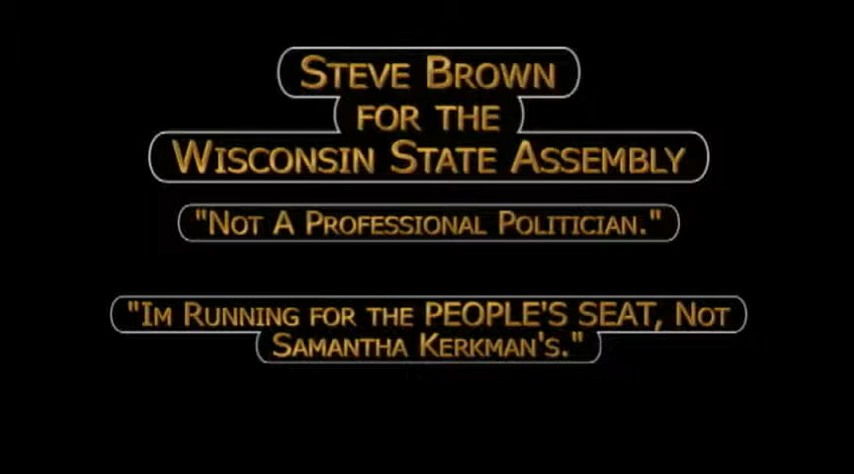 Steve Brown
for the
Wisconsin State Assembly
"Not A Professional Politician."
"Im Running for the PEOPLE'S SEAT, Not
Samantha Kerkman's."